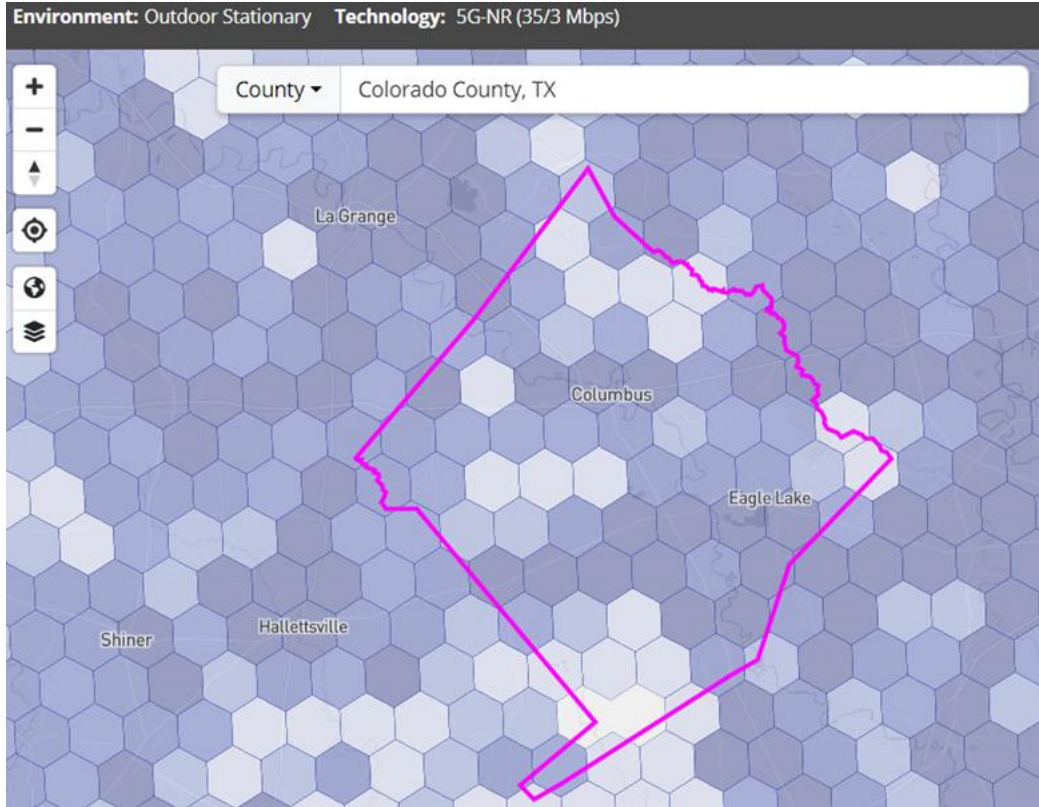 Environment: Outdoor Stationary Technology: 5G-NR (35/3 Mbps)
County Colorado County, TX
La Grange
Columbus
Eagle Lake
Hallettsville
Shiner